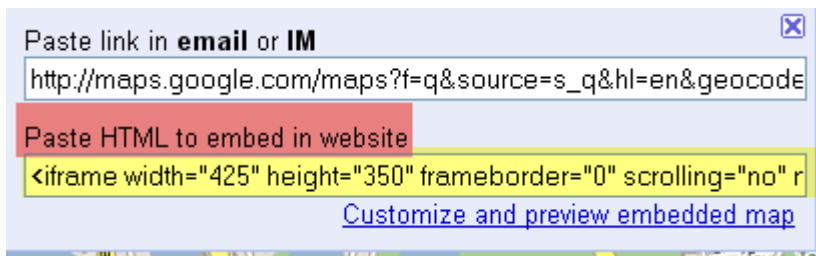 Paste link in email or IM
http://maps.google.com/maps?f=q&source=s_q&hl=en&geocode
Paste HTML to embed in website
<iframe width="425" height="350" frameborder="0" scrolling="no" r
Customize and preview embedded map